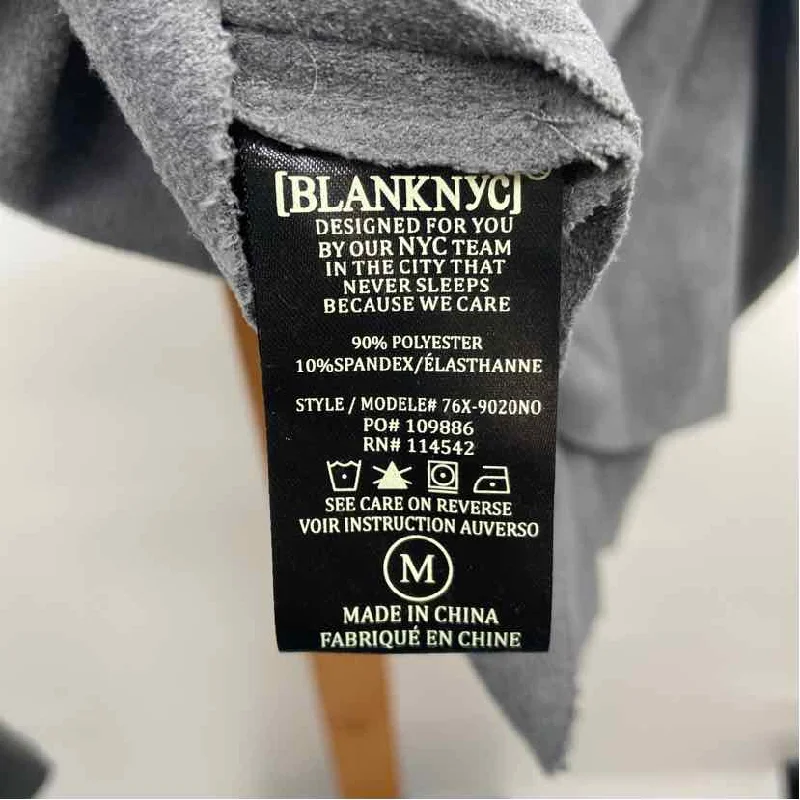 [BLANKNYC]
DESIGNED FOR YOU
BY OUR NYC TEAM
IN THE CITY THAT
NEVER SLEEPS
BECAUSE WE CARE
90% POLYESTER
10%SPANDEX/ÉLASTHANNE
STYLE / MODELE# 76X-9020NO
PO# 109886
RN# 114542
SEE CARE ON REVERSE
VOIR INSTRUCTION AUVERSO
M
MADE IN CHINA
FABRIQUÉ EN CHINE